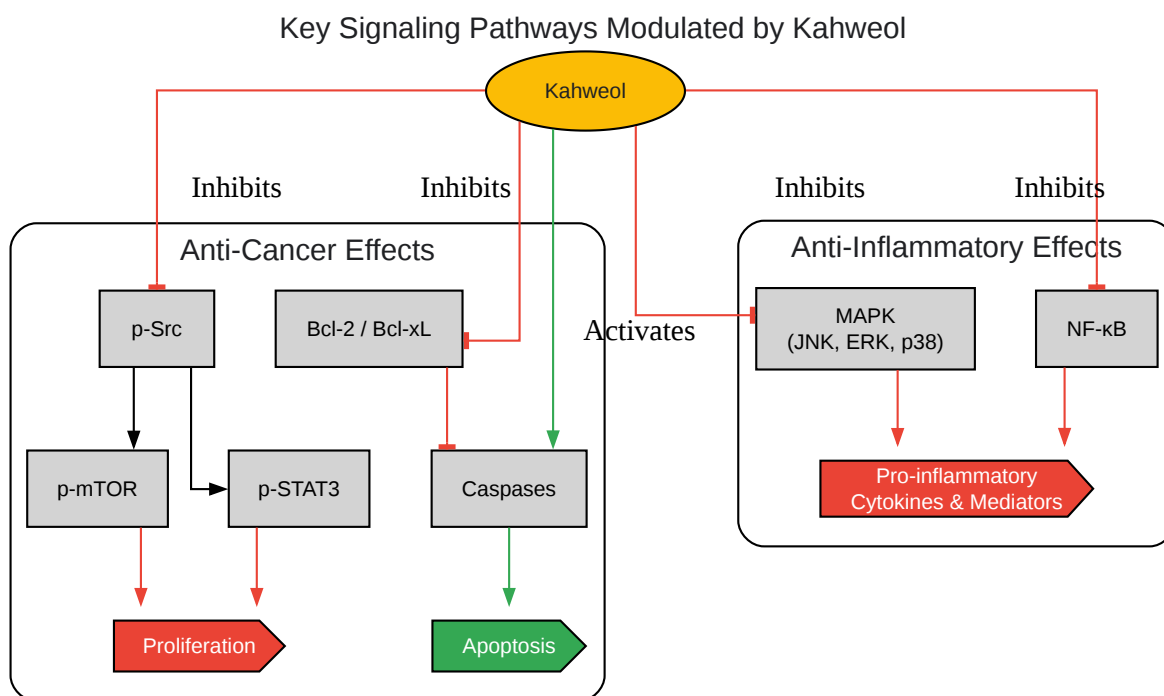 Key Signaling Pathways Modulated by Kahweol
Kahweol
Inhibits
Inhibits
Inhibits
Inhibits
Anti-Cancer Effects
Anti-Inflammatory Effects
p-Src
Bcl-2 / Bcl-xL
Activates
MAPK
(JNK, ERK, p38)
NF-κB
p-mTOR
p-STAT3
Caspases
Pro-inflammatory
Cytokines & Mediators
Proliferation
Apoptosis